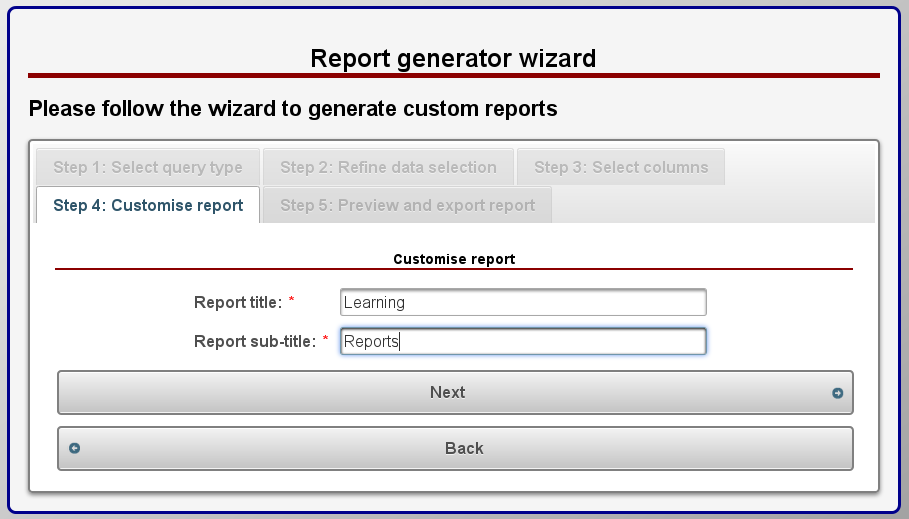 Report generator wizard
Please follow the wizard to generate custom reports
Step 1: Select query type Step 2: Refine data selection Step 3: Select columns
Step 4: Customise report Step 5: Preview and export report
Customise report
Report title: * Learning
Report sub-title: * Reports
Next
Back